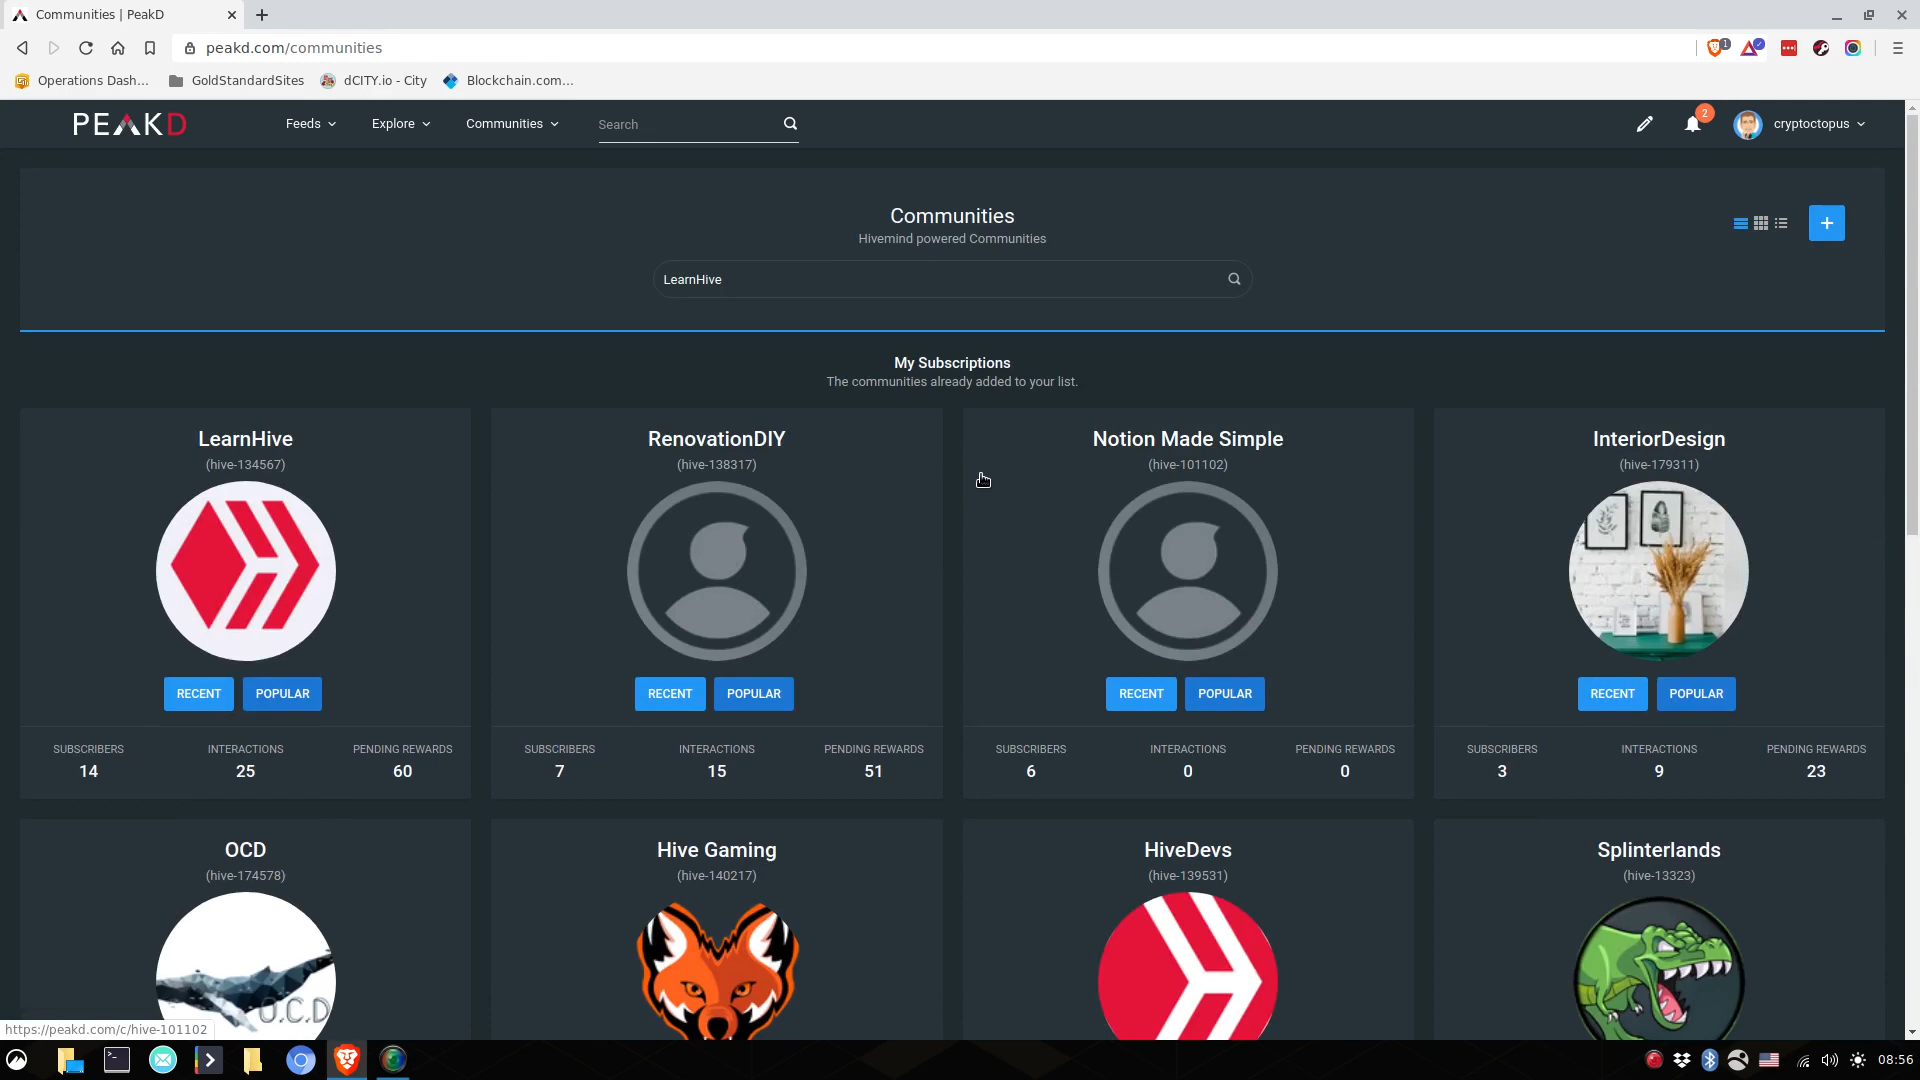 Communities | PeakD
peakd.com/communities
1
Operations Dash...
GoldStandardSites
dCITY.io - City
Blockchain.com...
PEAKD
Feeds
Explore
Communities
Search
2
cryptoctopus
Communities
Hivemind powered Communities
LearnHive
My Subscriptions
The communities already added to your list.
LearnHive
(hive-134567)
RECENT
POPULAR
SUBSCRIBERS
INTERACTIONS
PENDING REWARDS
14
25
60
RenovationDIY
(hive-138317)
RECENT
POPULAR
SUBSCRIBERS
INTERACTIONS
PENDING REWARDS
7
15
51
Notion Made Simple
(hive-101102)
RECENT
POPULAR
SUBSCRIBERS
INTERACTIONS
PENDING REWARDS
6
0
0
InteriorDesign
(hive-179311)
RECENT
POPULAR
SUBSCRIBERS
INTERACTIONS
PENDING REWARDS
3
9
23
OCD
(hive-174578)
O.C.D
Hive Gaming
(hive-140217)
HiveDevs
(hive-139531)
Splinterlands
(hive-13323)
https://peakd.com/c/hive-101102
08:56